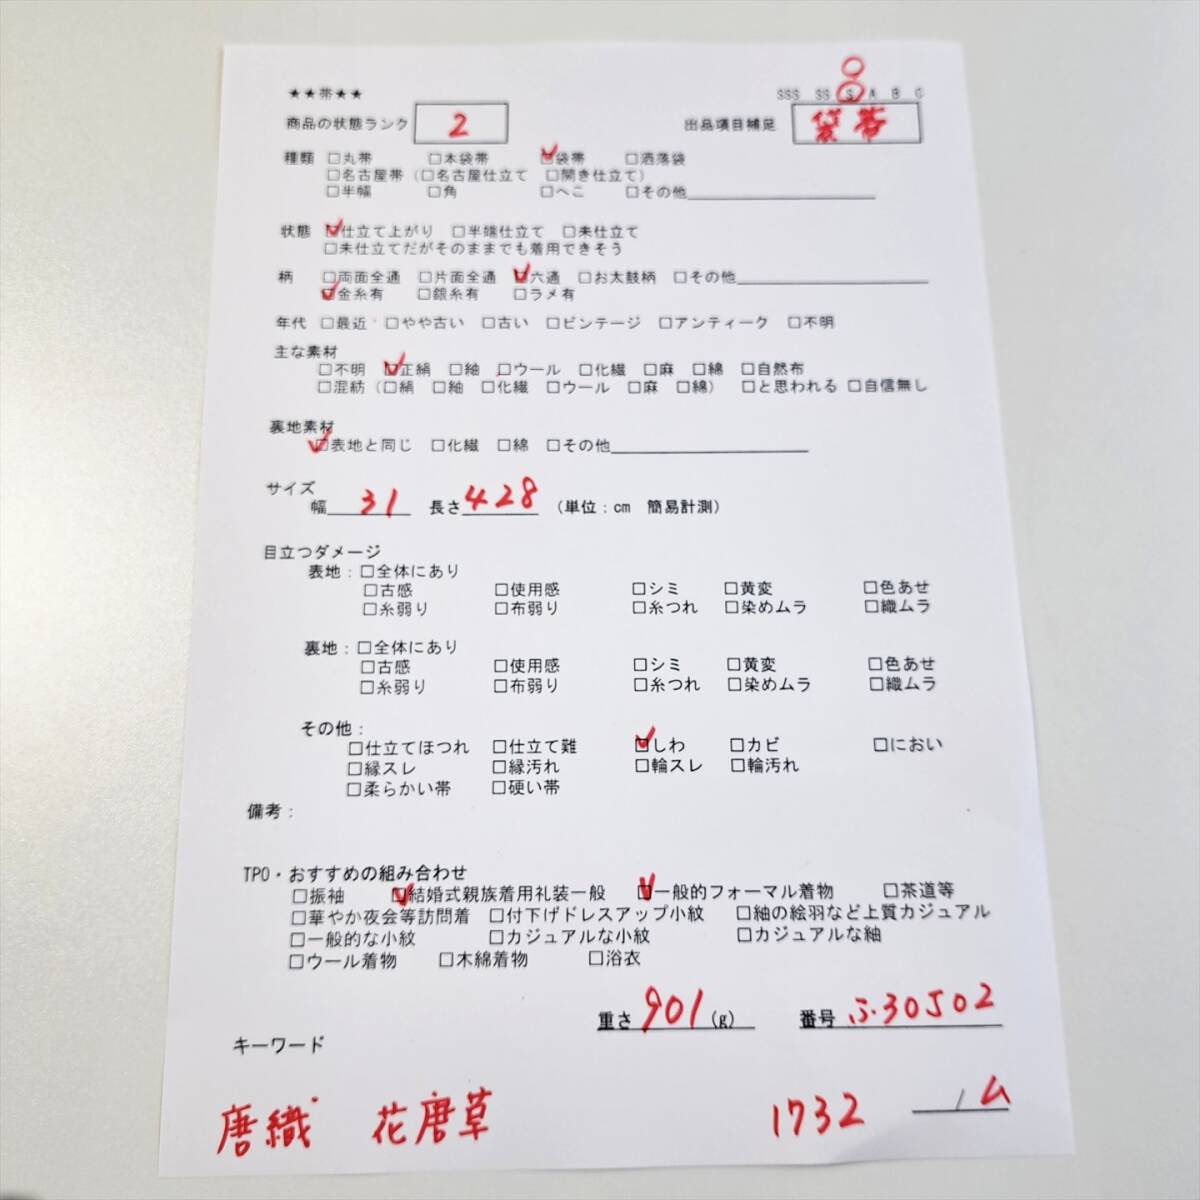 ★★帯★★ SSS SS S A B C
商品の状態ランク 2 出品項目補足 袋帯
種類 □丸帯 □本袋帯 □袋帯 □洒落袋
□名古屋帯（□名古屋仕立て □開き仕立て）
□半幅 □角 □へこ □その他
状態 □仕立て上がり □半端仕立て □未仕立て
□未仕立てだがそのままでも着用できそう
柄 □両面全通 □片面全通 □六通 □お太鼓柄 □その他
□金糸有 □銀糸有 □ラメ有
年代 □最近 □やや古い □古い □ビンテージ □アンティーク □不明
主な素材
□不明 □正絹 □紬 □ウール □化繊 □麻 □綿 □自然布
□混紡（□絹 □紬 □化繊 □ウール □麻 □綿） □と思われる □自信無し
裏地素材
□表地と同じ □化繊 □綿 □その他
サイズ
幅 31 長さ 428 （単位：cm 簡易計測）
目立つダメージ
表地：□全体にあり
□古感 □使用感 □シミ □黄変 □色あせ
□糸弱り □布弱り □糸つれ □染めムラ □織ムラ
裏地：□全体にあり
□古感 □使用感 □シミ □黄変 □色あせ
□糸弱り □布弱り □糸つれ □染めムラ □織ムラ
その他：
□仕立てほつれ □仕立て難 □しわ □カビ □におい
□縁スレ □縁汚れ □輪スレ □輪汚れ
□柔らかい帯 □硬い帯
備考：
TPO・おすすめの組み合わせ
□振袖 □結婚式親族着用礼装一般 □一般的フォーマル着物 □茶道等
□華やか夜会等訪問着 □付下げドレスアップ小紋 □紬の絵羽など上質カジュアル
□一般的な小紋 □カジュアルな小紋 □カジュアルな紬
□ウール着物 □木綿着物 □浴衣
重さ 901 (g) 番号 ふ30502
キーワード
唐織 花唐草 1732 / ム